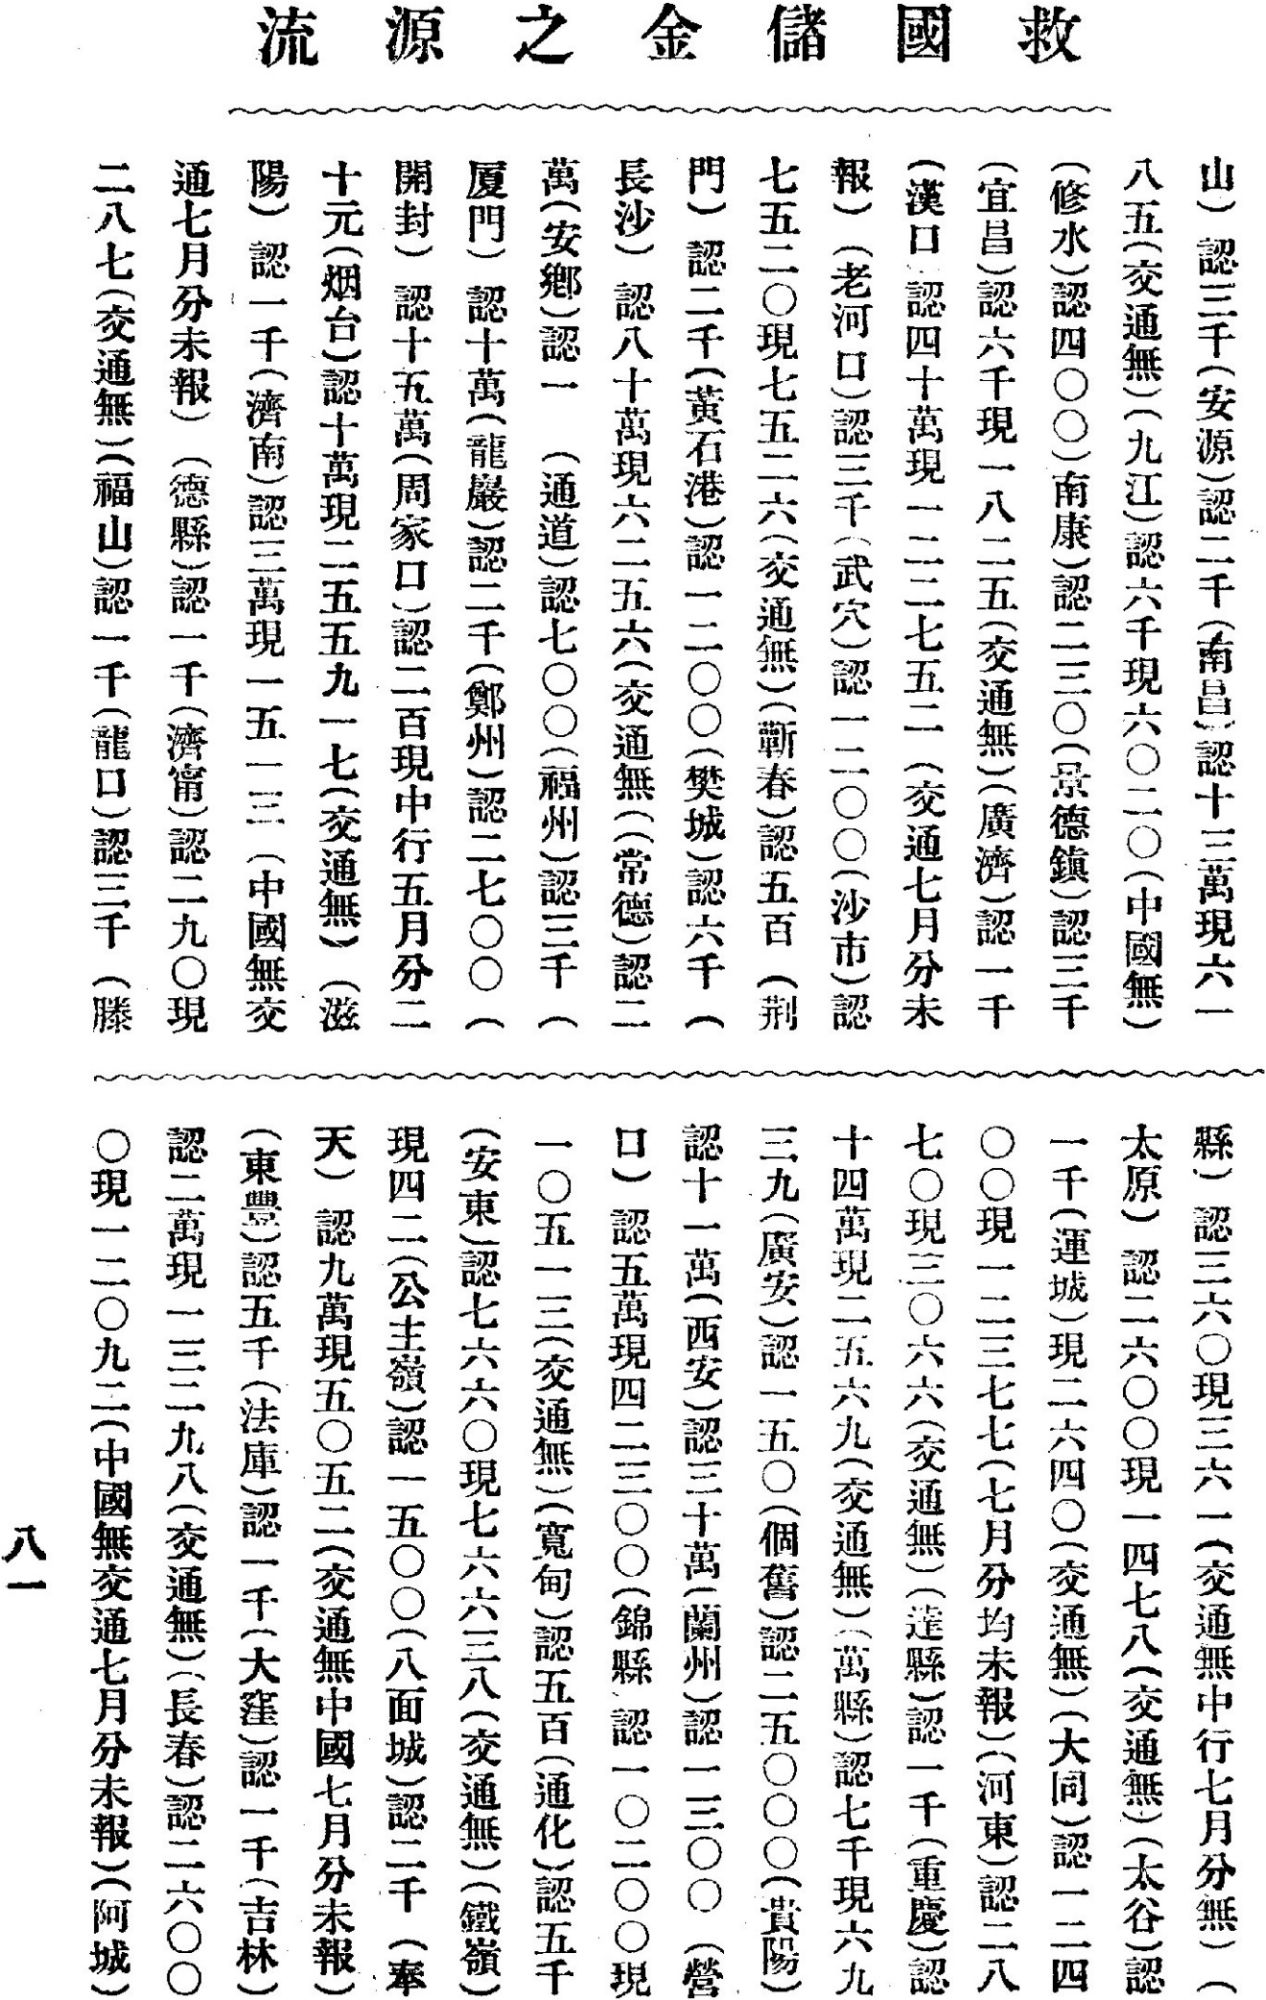 救國儲金之源流
山）認三千（安源）認二千（南昌）認十三萬現六一
八五（交通無）（九江）認六千現六〇二〇（中國無）
（修水）認四〇〇）南康）認二三〇（景德鎮）認三千
（宜昌）認六千現一八二五（交通無）（廣濟）認一千
（漢口 認四十萬現一二二七五二（交通七月分未
報）（老河口）認三千（武穴）認一二〇〇（沙市）認
七五二〇現七五二六（交通無）（蘄春）認五百（荆
門）認二千（黃石港）認一二〇〇（樊城）認六千（
長沙）認八十萬現六二五六（交通無（（常德）認二
萬（安鄉）認一　（通道）認七〇〇（福州）認三千（
厦門）認十萬（龍巖）認二千（鄭州）認二七〇〇（
開封）認十五萬（周家口）認二百現中行五月分二
十元（烟台）認十萬現二五五九一七（交通無）（滋
陽）認一千（濟南）認三萬現一五一三（中國無交
通七月分未報）（德縣）認一千（濟甯）認二九〇現
二八七（交通無）（福山）認一千（龍口）認三千（滕
縣）認三六〇現三六一（交通無中行七月分無）（
太原）認二六〇〇現一四七八（交通無）（太谷）認
一千（運城）現二六四〇（交通無）（大同）認一二四
〇〇現一二三七七（七月分均未報）（河東）認二八
七〇現三〇六六（交通無）（達縣）認一千（重慶）認
十四萬現二五六九（交通無）（萬縣）認七千現六九
三九（廣安）認一五〇（個舊）認二五〇〇〇（貴陽）
認十一萬（西安）認三十萬（蘭州）認一三〇〇（營
口）認五萬現四二三〇〇（錦縣 認一〇二〇〇現
一〇五一三（交通無）（寬甸）認五百（通化）認五千
（安東）認七六六〇現七六六三八（交通無）（鐵嶺）
現四二（公主嶺）認一五〇〇（八面城）認二千（奉
天）認九萬現五〇五二（交通無中國七月分未報）
（東豐）認五千（法庫）認一千（大窪）認一千（吉林）
認二萬現一三二九八（交通無）（長春）認二六〇〇
〇現一二〇九二（中國無交通七月分未報）（阿城）
八一